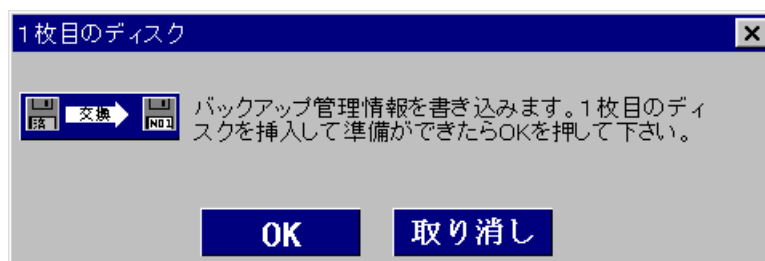 1枚目のディスク
済 交換 NO1 バックアップ管理情報を書き込みます。1枚目のディ
スクを挿入して準備ができたらOKを押して下さい。
OK 取り消し